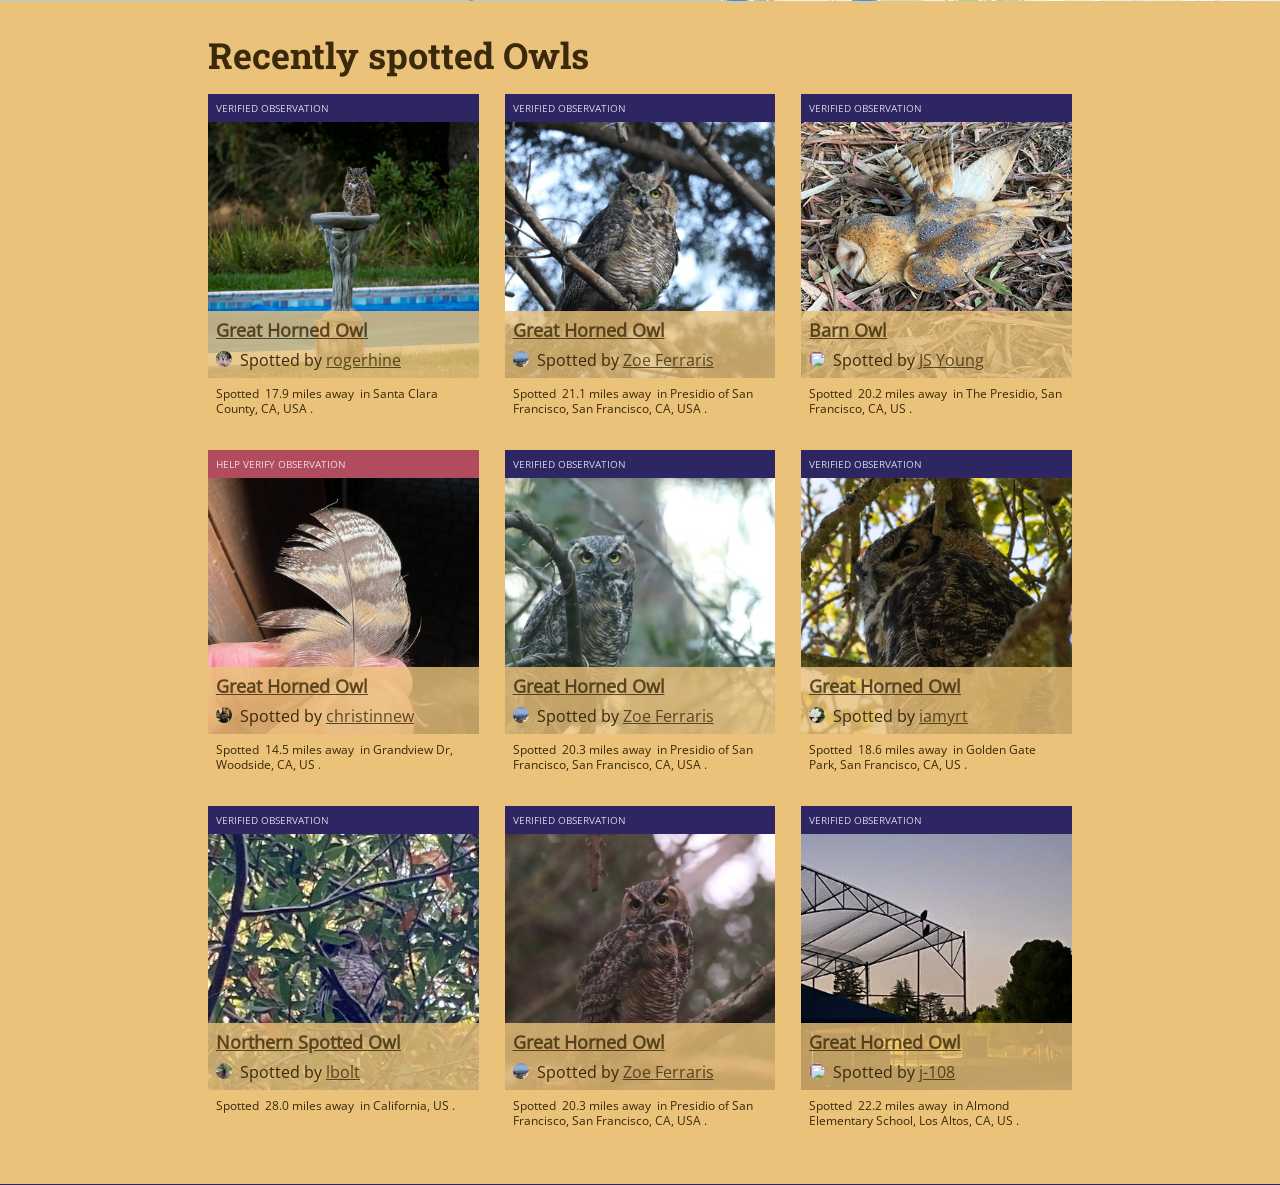 Recently spotted Owls
VERIFIED OBSERVATION
Great Horned Owl
Spotted by rogerhine
Spotted 17.9 miles away in Santa Clara
County, CA, USA .
VERIFIED OBSERVATION
Great Horned Owl
Spotted by Zoe Ferraris
Spotted 21.1 miles away in Presidio of San
Francisco, San Francisco, CA, USA .
VERIFIED OBSERVATION
Barn Owl
Spotted by JS Young
Spotted 20.2 miles away in The Presidio, San
Francisco, CA, US .
HELP VERIFY OBSERVATION
Great Horned Owl
Spotted by christinnew
Spotted 14.5 miles away in Grandview Dr,
Woodside, CA, US .
VERIFIED OBSERVATION
Great Horned Owl
Spotted by Zoe Ferraris
Spotted 20.3 miles away in Presidio of San
Francisco, San Francisco, CA, USA .
VERIFIED OBSERVATION
Great Horned Owl
Spotted by iamyrt
Spotted 18.6 miles away in Golden Gate
Park, San Francisco, CA, US .
VERIFIED OBSERVATION
Northern Spotted Owl
Spotted by lbolt
Spotted 28.0 miles away in California, US .
VERIFIED OBSERVATION
Great Horned Owl
Spotted by Zoe Ferraris
Spotted 20.3 miles away in Presidio of San
Francisco, San Francisco, CA, USA .
VERIFIED OBSERVATION
Great Horned Owl
Spotted by j-108
Spotted 22.2 miles away in Almond
Elementary School, Los Altos, CA, US .